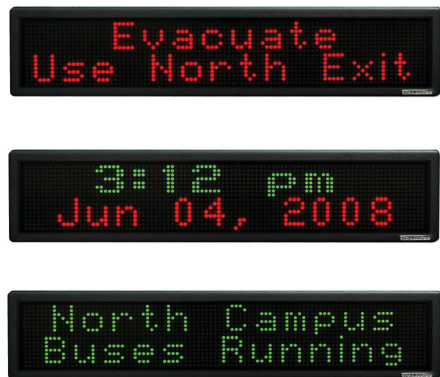 Evacuate
Use North Exit
3:12 pm
Jun 04, 2008
North Campus
Buses Running